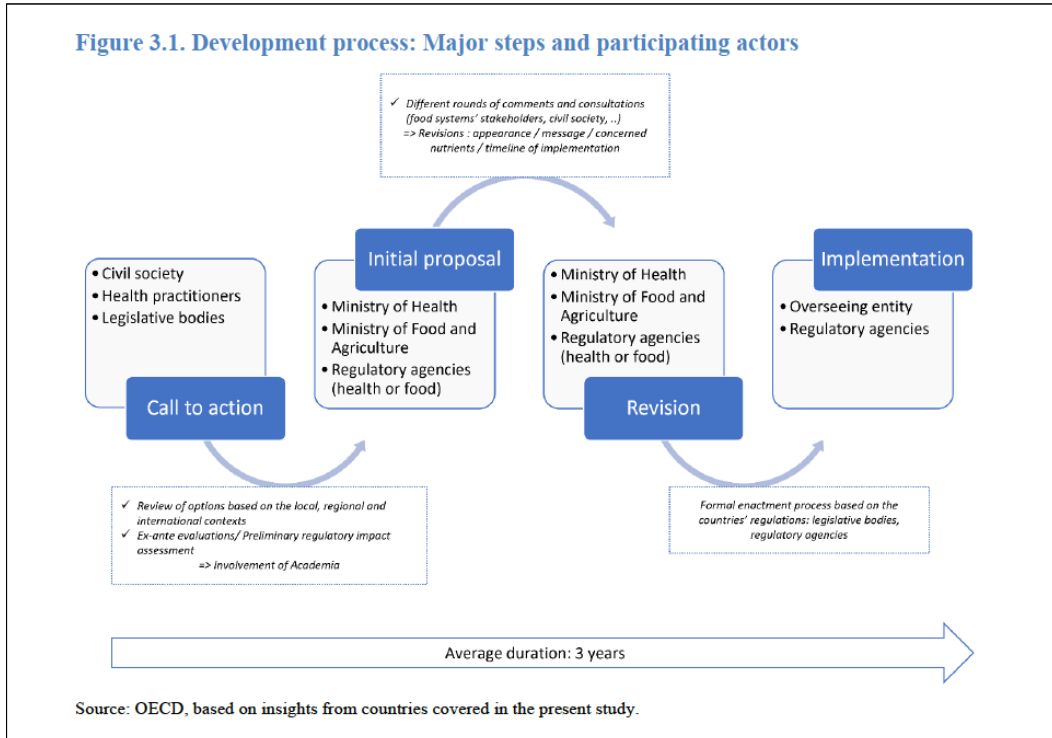 Figure 3.1. Development process: Major steps and participating actors
✓ Different rounds of comments and consultations
(food systems' stakeholders, civil society, ..)
=> Revisions : appearance / message / concerned
nutrients / timeline of implementation
• Civil society
• Health practitioners
• Legislative bodies
Call to action
Initial proposal
• Ministry of Health
• Ministry of Food and
Agriculture
• Regulatory agencies
(health or food)
• Ministry of Health
• Ministry of Food and
Agriculture
• Regulatory agencies
(health or food)
Revision
Implementation
• Overseeing entity
• Regulatory agencies
✓ Review of options based on the local, regional and
international contexts
✓ Ex-ante evaluations/ Preliminary regulatory impact
assessment
=> Involvement of Academia
Formal enactment process based on the
countries' regulations: legislative bodies,
regulatory agencies
Average duration: 3 years
Source: OECD, based on insights from countries covered in the present study.